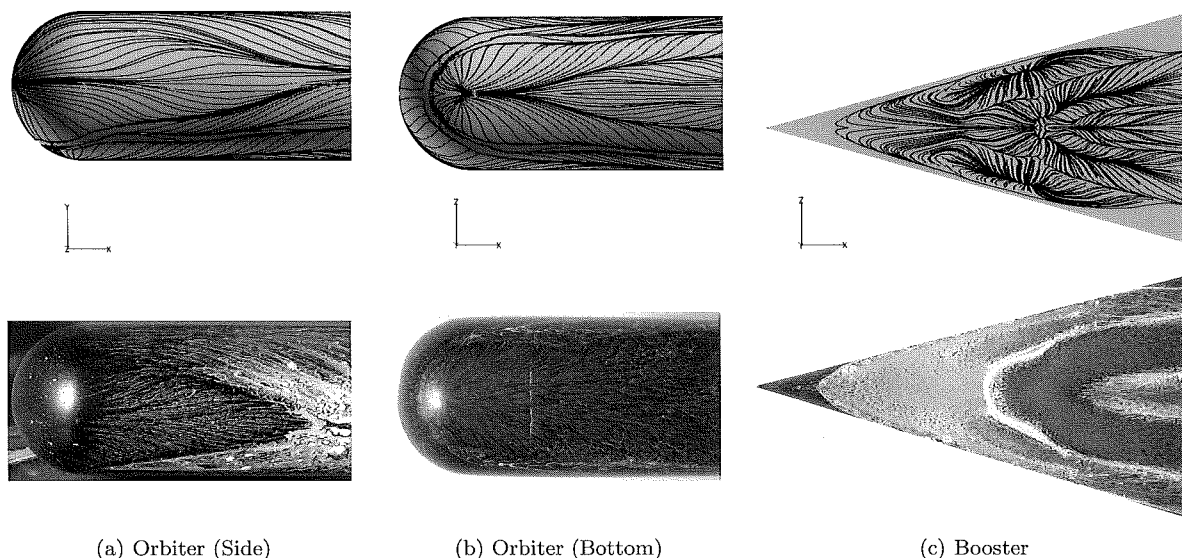 Y
Z
X
Z
Y
X
Z
Y
X
(a) Orbiter (Side)
(b) Orbiter (Bottom)
(c) Booster